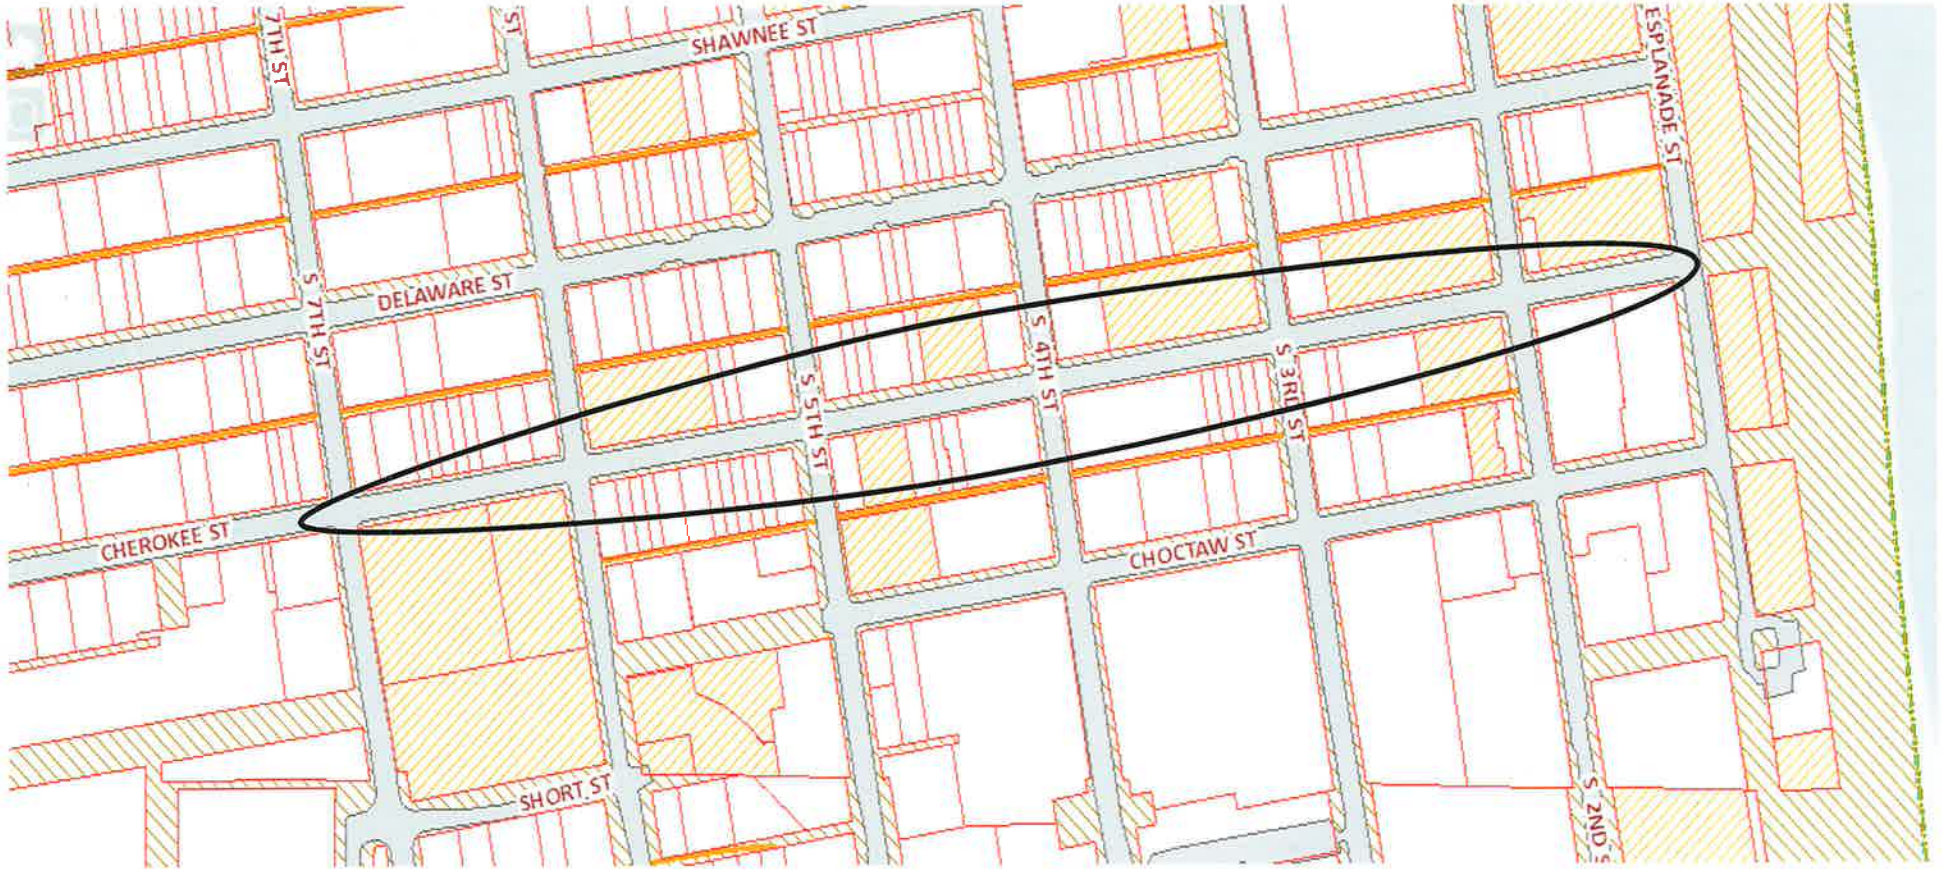 7TH ST
ST
SHAWNEE ST
ESPLANADE ST
S 7TH ST
DELAWARE ST
S 5TH ST
S 4TH ST
S 3RD ST
CHEROKEE ST
CHOCTAW ST
SHORT ST
S 2ND S